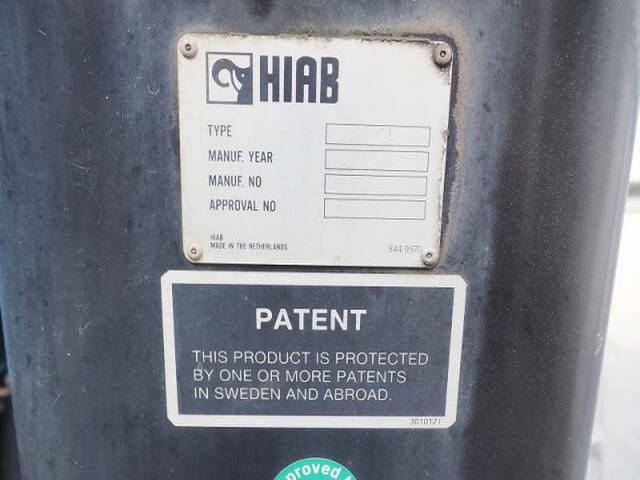 HIAB
TYPE
MANUF. YEAR
MANUF. NO
APPROVAL NO
HIAB
MADE IN THE NETHERLANDS
844 9970
PATENT
THIS PRODUCT IS PROTECTED
BY ONE OR MORE PATENTS
IN SWEDEN AND ABROAD.
3010121
proved